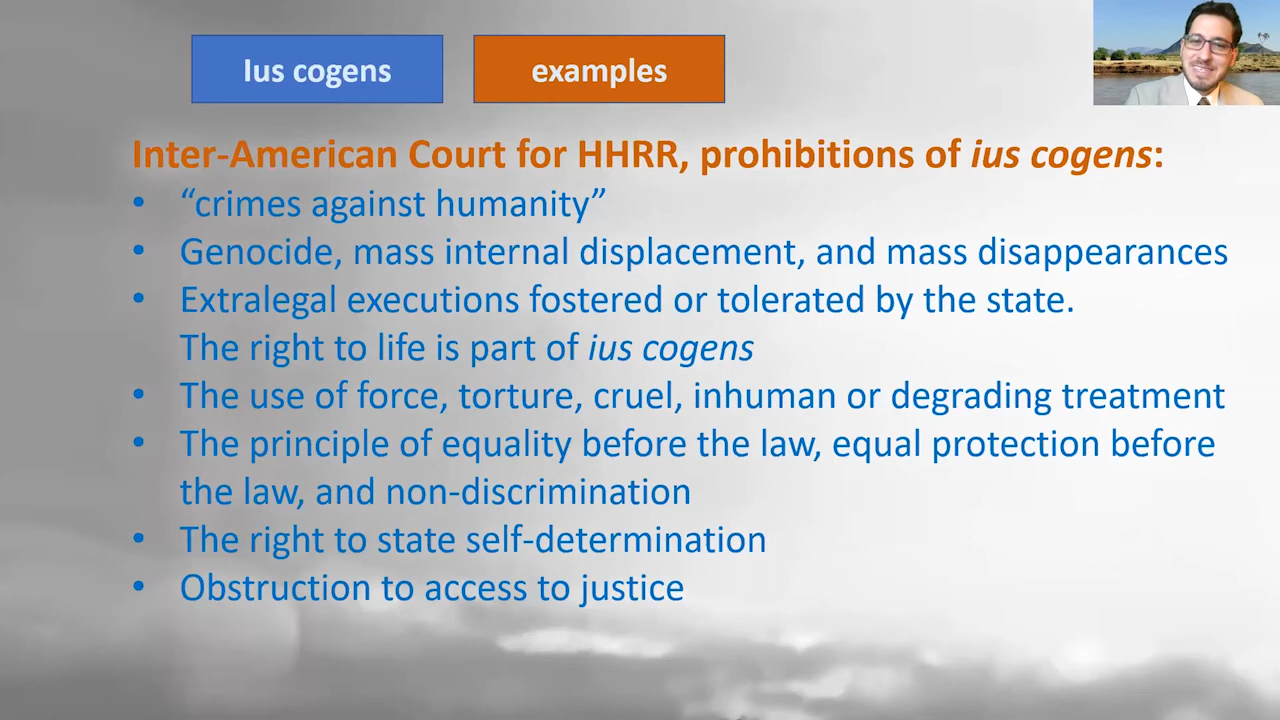 Ius cogens
examples
Inter-American Court for HHRR, prohibitions of ius cogens:
• “crimes against humanity”
• Genocide, mass internal displacement, and mass disappearances
• Extralegal executions fostered or tolerated by the state.
The right to life is part of ius cogens
• The use of force, torture, cruel, inhuman or degrading treatment
• The principle of equality before the law, equal protection before
the law, and non-discrimination
• The right to state self-determination
• Obstruction to access to justice